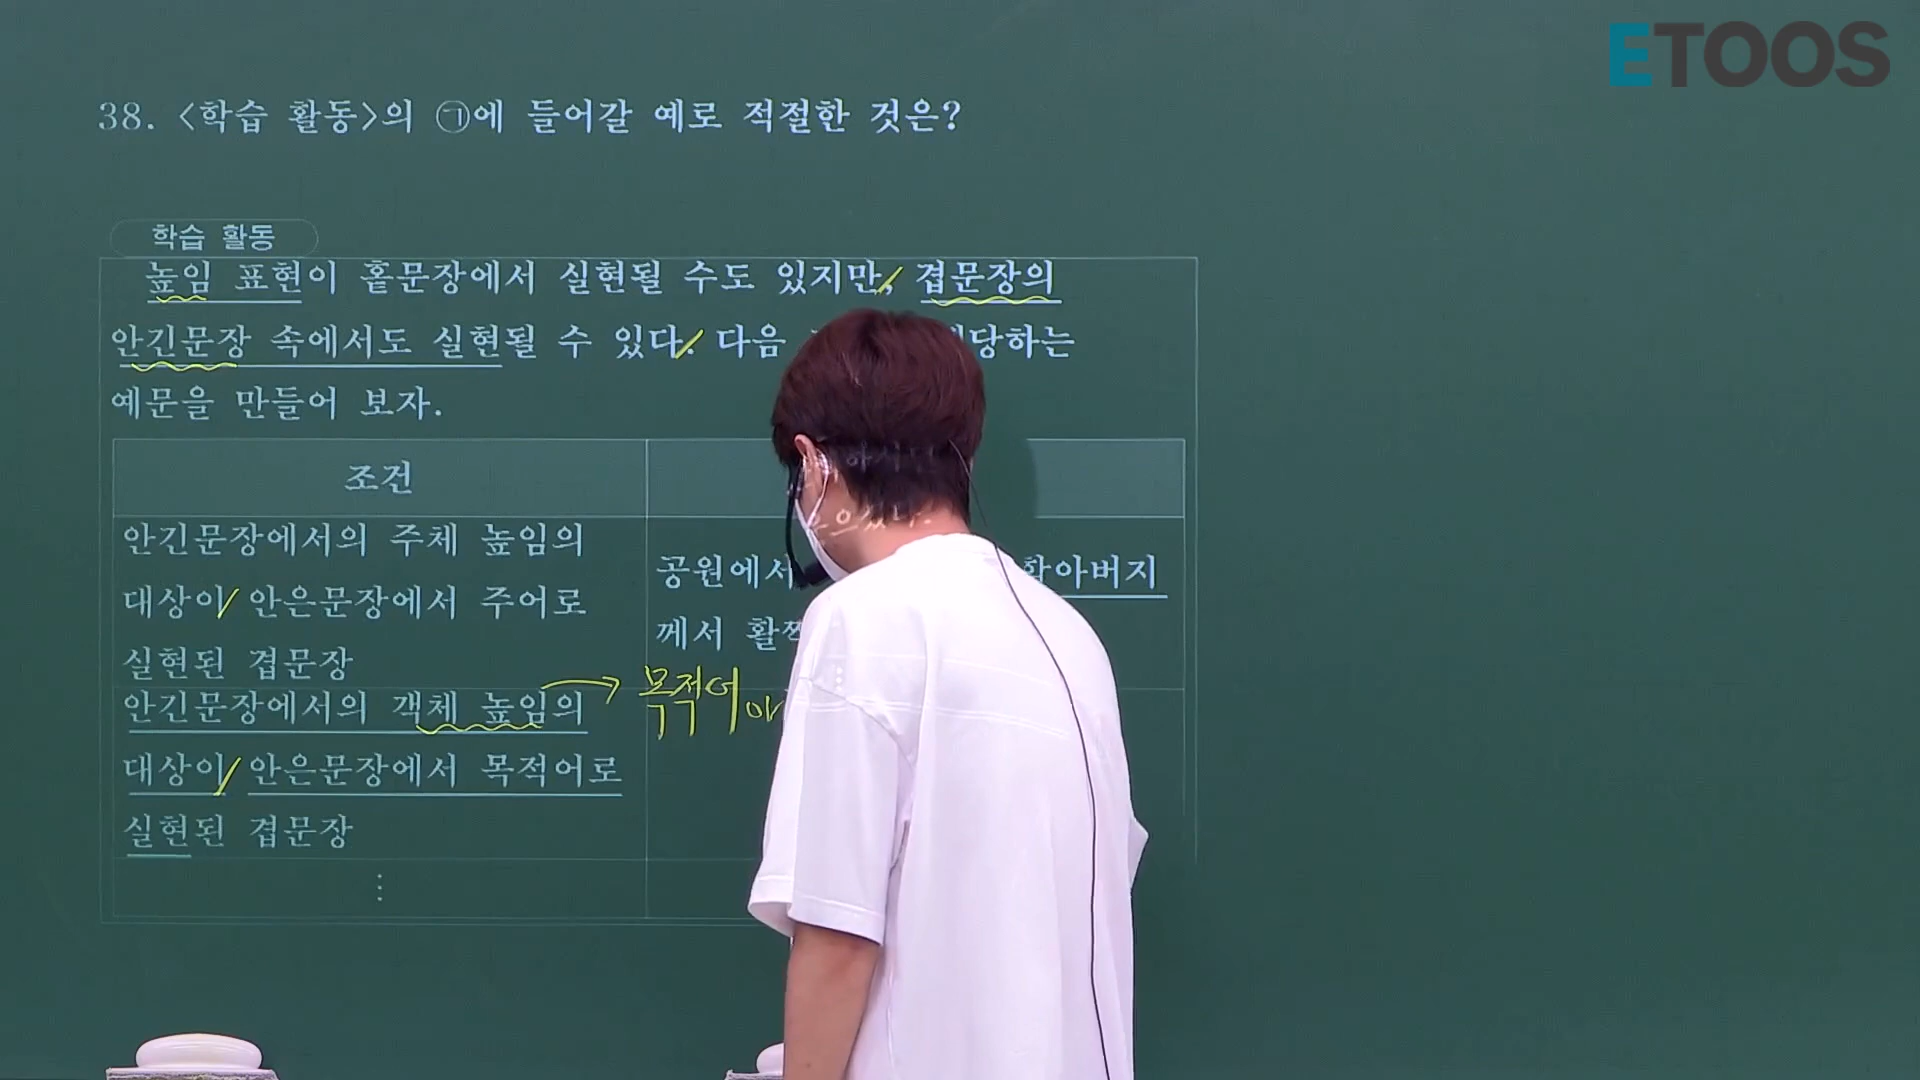 ETOOS
38. <학습 활동>의 ㉠에 들어갈 예로 적절한 것은?
학습 활동
높임 표현이 홑문장에서 실현될 수도 있지만, 겹문장의
안긴문장 속에서도 실현될 수 있다. 다음
예문을 만들어 보자.
조건
안긴문장에서의 주체 높임의
대상이 안은문장에서 주어로
실현된 겹문장
공원에서
께서
안긴문장에서의 객체 높임의
대상이 안은문장에서 목적어로
실현된 겹문장
목적어